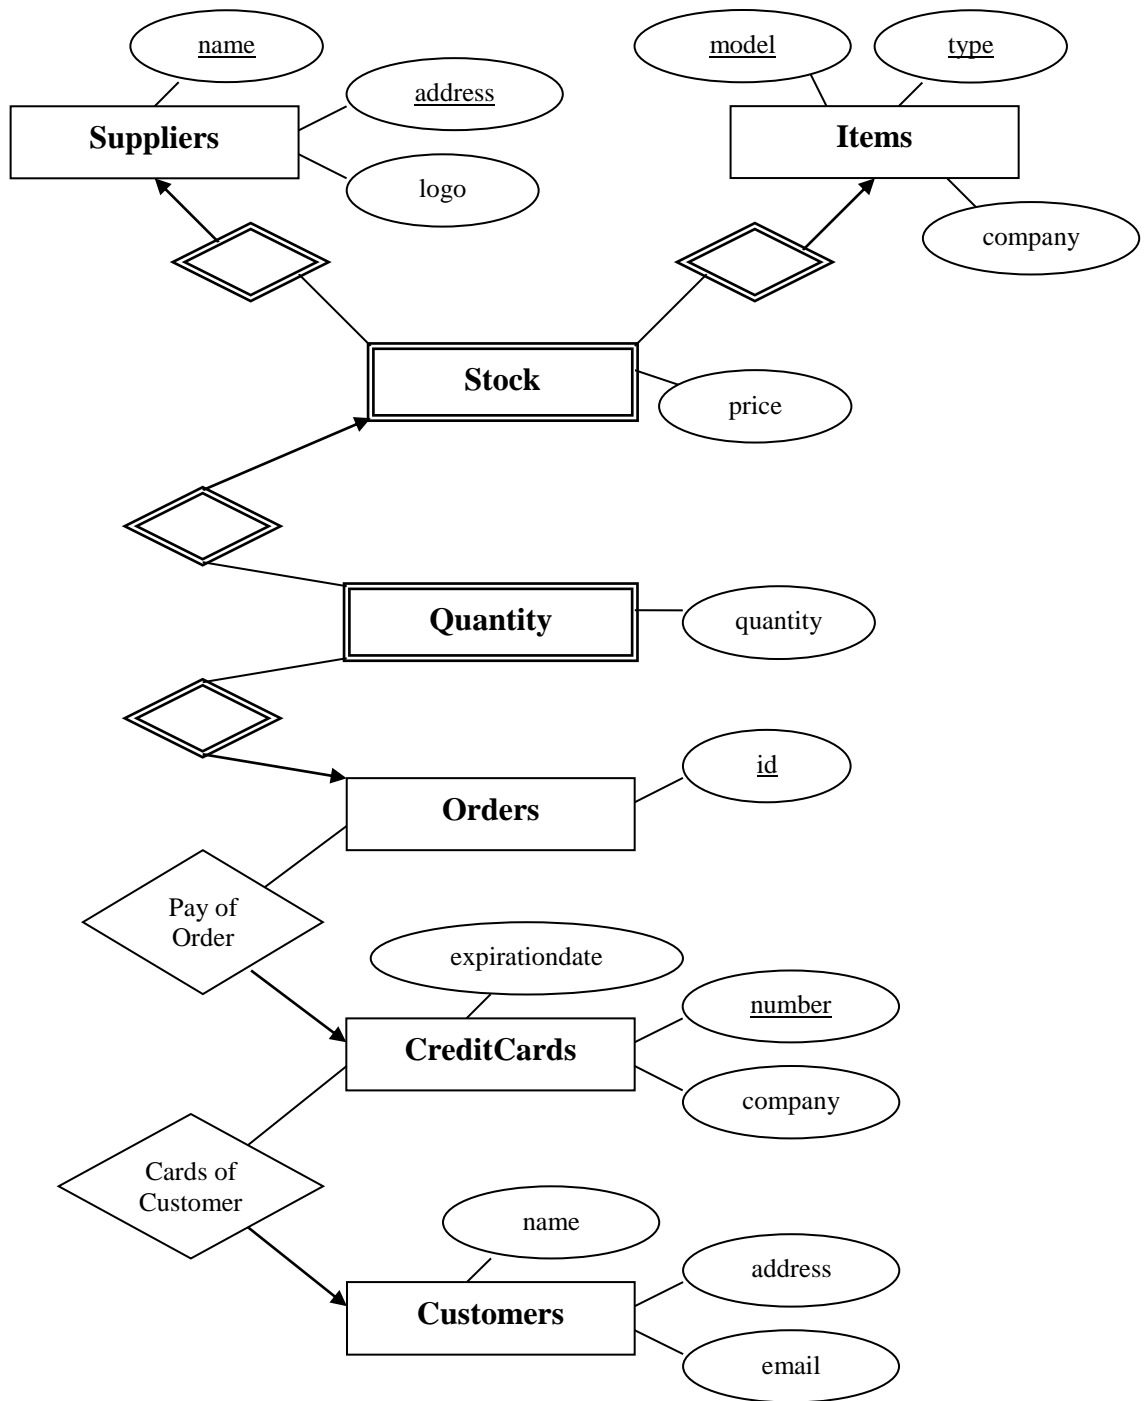 name
model
type
address
Suppliers
Items
logo
company
Stock
price
Quantity
quantity
id
Orders
Pay of
Order
expirationdate
number
CreditCards
company
Cards of
Customer
name
address
Customers
email